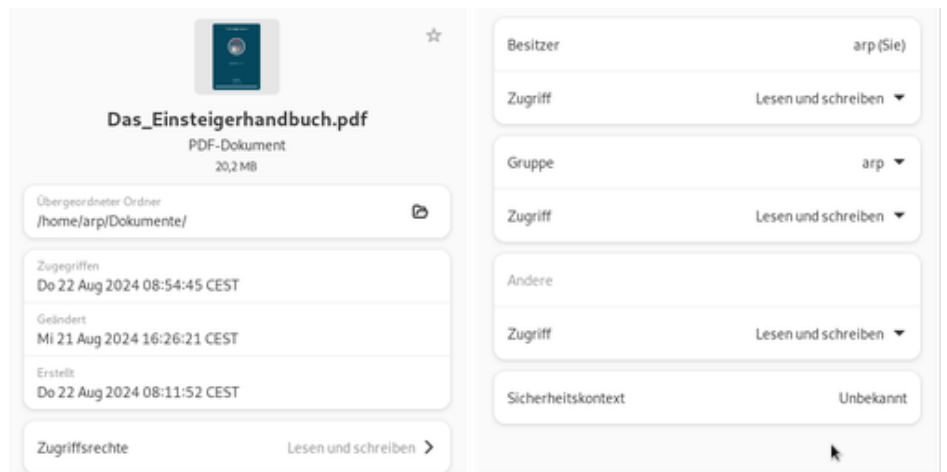 Das_Einsteigerhandbuch.pdf
PDF-Dokument
20,2 MB
Übergeordneter Ordner
/home/arp/Dokumente/
Zugegriffen
Do 22 Aug 2024 08:54:45 CEST
Geändert
Mi 21 Aug 2024 16:26:21 CEST
Erstellt
Do 22 Aug 2024 08:11:52 CEST
Zugriffsrechte Lesen und schreiben
Besitzer arp (Sie)
Zugriff Lesen und schreiben
Gruppe arp
Zugriff Lesen und schreiben
Andere
Zugriff Lesen und schreiben
Sicherheitskontext Unbekannt